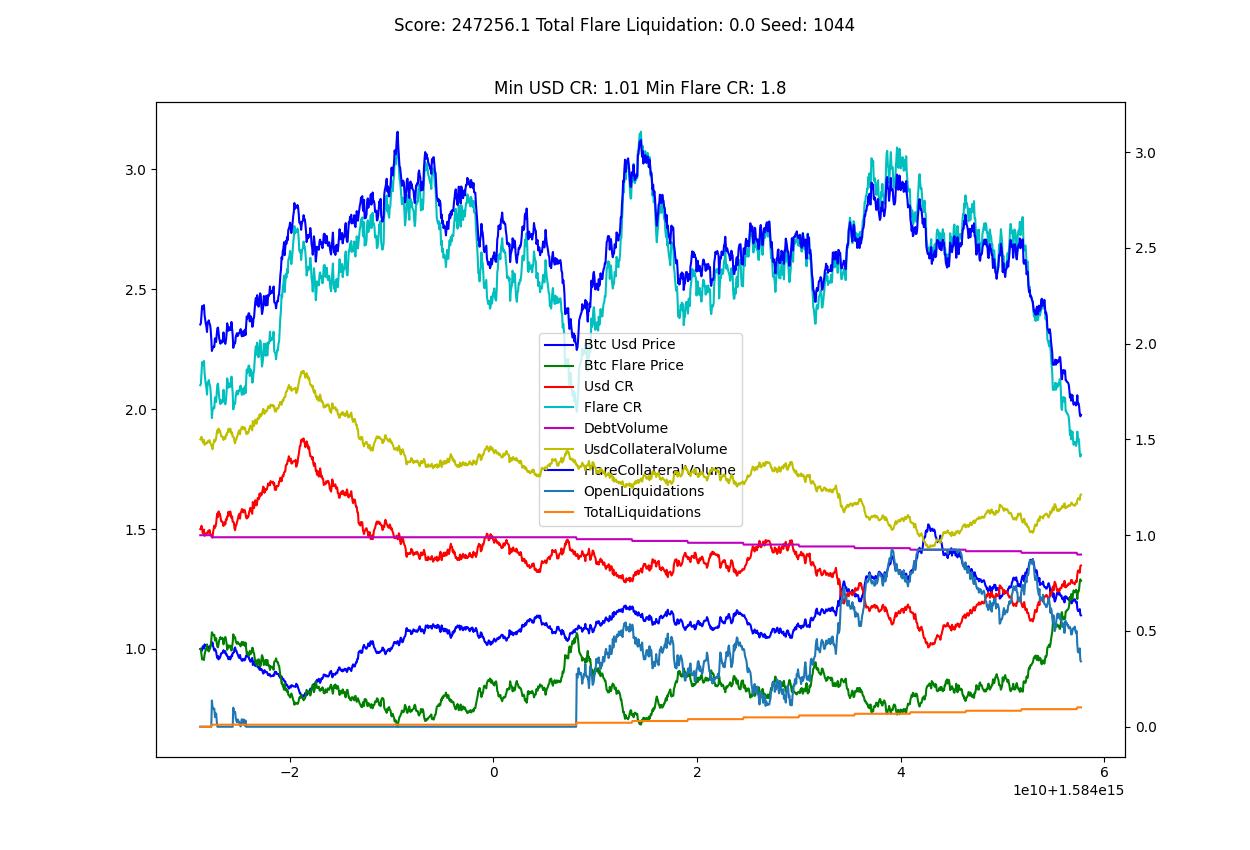 Score: 247256.1 Total Flare Liquidation: 0.0 Seed: 1044
Min USD CR: 1.01 Min Flare CR: 1.8
3.0
2.5
2.0
1.5
1.0
3.0
2.5
2.0
1.5
1.0
0.5
0.0
Btc Usd Price
Btc Flare Price
Usd CR
Flare CR
DebtVolume
UsdCollateralVolume
FlareCollateralVolume
OpenLiquidations
TotalLiquidations
−2 0 2 4 6
1e10+1.584e15